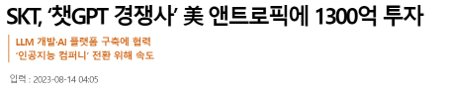 SKT, ‘챗GPT 경쟁사’ 美 앤트로픽에 1300억 투자
LLM 개발·AI 플랫폼 구축에 협력
‘인공지능 컴퍼니’ 전환 위해 속도
입력 : 2023-08-14 04:05